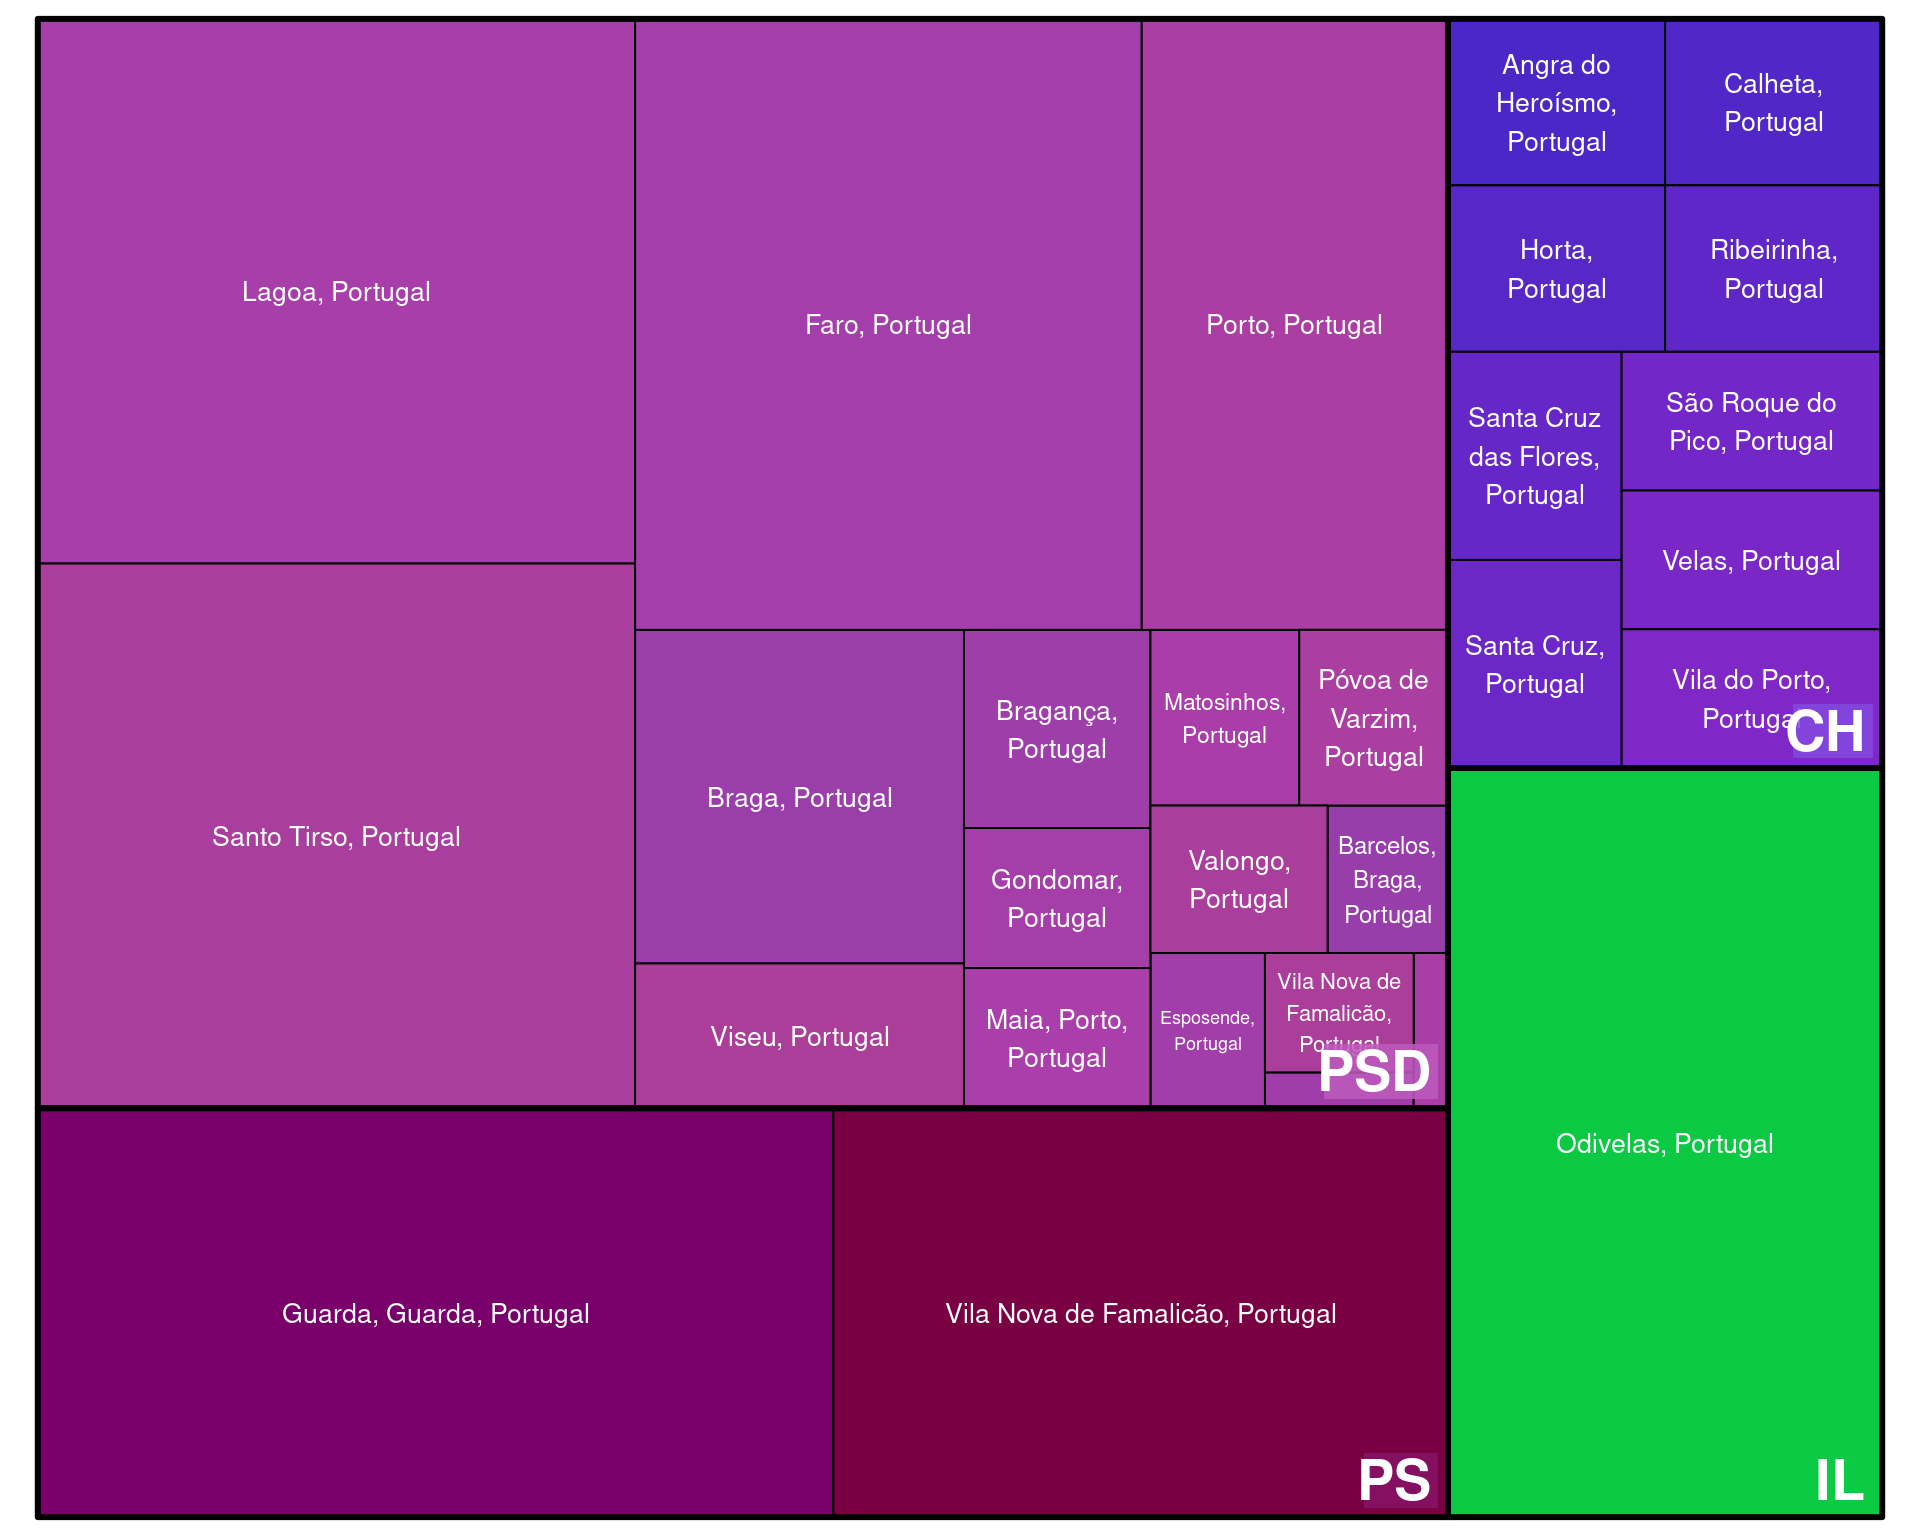 Lagoa, Portugal
Faro, Portugal
Porto, Portugal
Santo Tirso, Portugal
Braga, Portugal
Viseu, Portugal
Bragança,
Portugal
Gondomar,
Portugal
Maia, Porto,
Portugal
Matosinhos,
Portugal
Póvoa de
Varzim,
Portugal
Valongo,
Portugal
Barcelos,
Braga,
Portugal
Esposende,
Portugal
Vila Nova de
Famalicão,
Portugal
PSD
Guarda, Guarda, Portugal
Vila Nova de Famalicão, Portugal
PS
Angra do
Heroísmo,
Portugal
Calheta,
Portugal
Horta,
Portugal
Ribeirinha,
Portugal
Santa Cruz
das Flores,
Portugal
São Roque do
Pico, Portugal
Velas, Portugal
Santa Cruz,
Portugal
Vila do Porto,
Portugal
CH
Odivelas, Portugal
IL